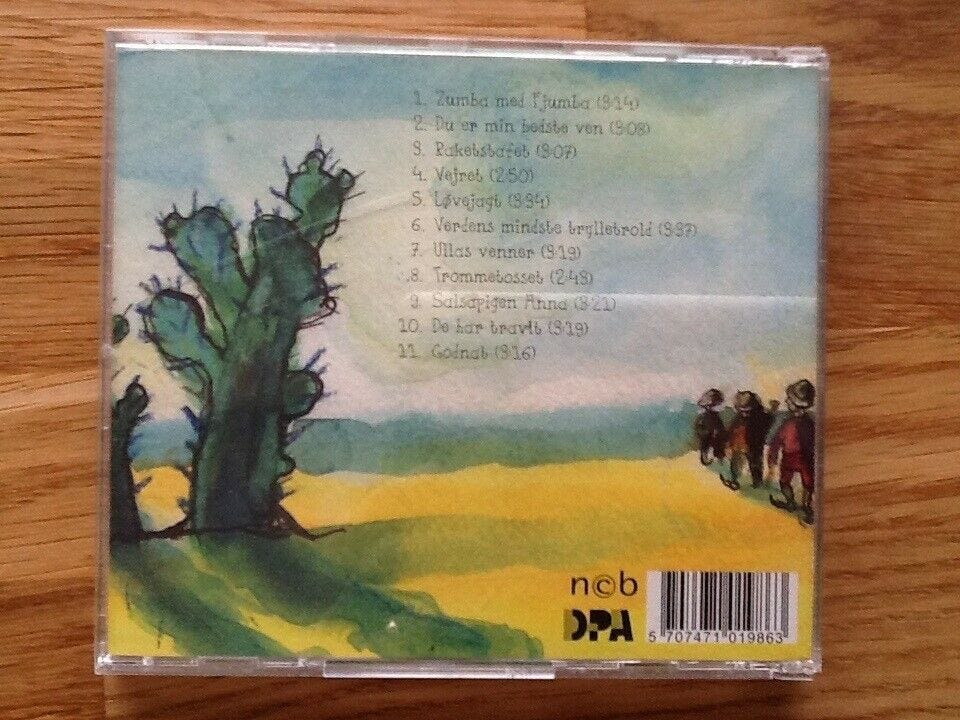 1. Zumba med Fjumba (3:14)
2. Du er min bedste ven (3:08)
3. Raketstafet (3:07)
4. Vejret (2:50)
5. Løvejagt (3:34)
6. Verdens mindste trylletrold (3:37)
7. Ullas venner (3:19)
8. Trommetosset (2:43)
9. Salsapigen Anna (3:21)
10. De har travlt (3:19)
11. Godnat (3:16)
n©b
DPA
5 707471 019863